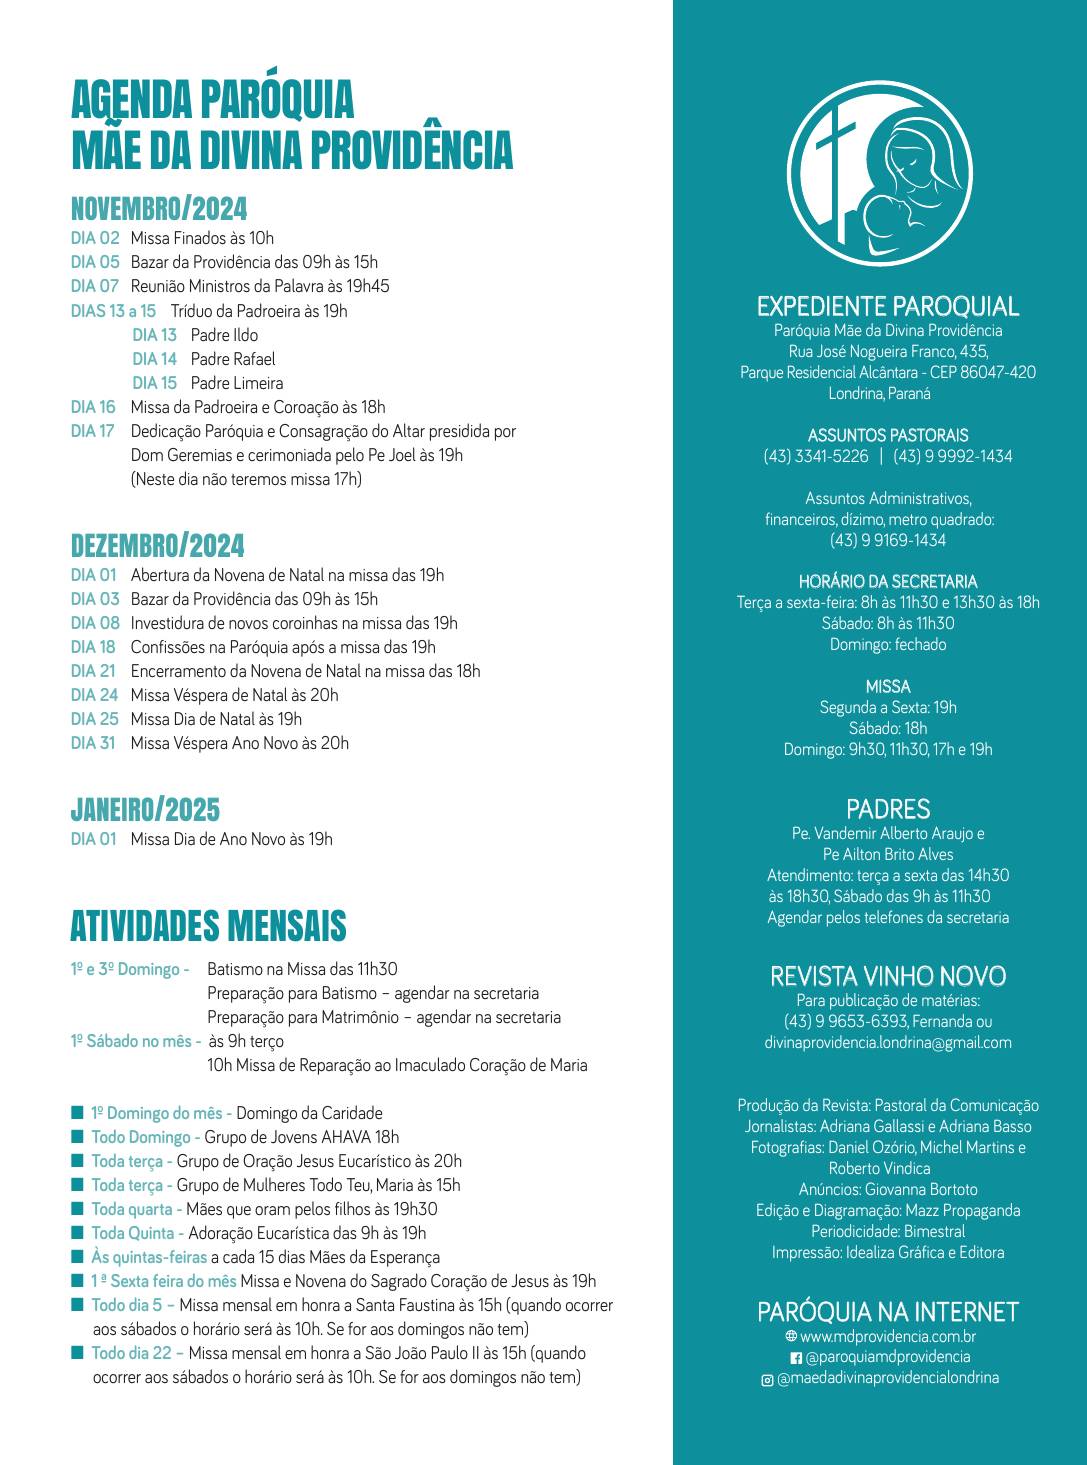 AGENDA PARÓQUIA
MÃE DA DIVINA PROVIDÊNCIA
NOVEMBRO/2024
DIA 02 Missa Finados às 10h
DIA 05 Bazar da Providência das 09h às 15h
DIA 07 Reunião Ministros da Palavra às 19h45
DIAS 13 a 15 Tríduo da Padroeira às 19h
DIA 13 Padre Ildo
DIA 14 Padre Rafael
DIA 15 Padre Limeira
DIA 16 Missa da Padroeira e Coroação às 18h
DIA 17 Dedicação Paróquia e Consagração do Altar presidida por
Dom Geremias e cerimoniada pelo Pe Joel às 19h
(Neste dia não teremos missa 17h)
DEZEMBRO/2024
DIA 01 Abertura da Novena de Natal na missa das 19h
DIA 03 Bazar da Providência das 09h às 15h
DIA 08 Investidura de novos coroinhas na missa das 19h
DIA 18 Confissões na Paróquia após a missa das 19h
DIA 21 Encerramento da Novena de Natal na missa das 18h
DIA 24 Missa Véspera de Natal às 20h
DIA 25 Missa Dia de Natal às 19h
DIA 31 Missa Véspera Ano Novo às 20h
JANEIRO/2025
DIA 01 Missa Dia de Ano Novo às 19h
ATIVIDADES MENSAIS
1º e 3º Domingo - Batismo na Missa das 11h30
Preparação para Batismo – agendar na secretaria
Preparação para Matrimônio – agendar na secretaria
1º Sábado no mês - às 9h terço
10h Missa de Reparação ao Imaculado Coração de Maria
■ 1º Domingo do mês - Domingo da Caridade
■ Todo Domingo - Grupo de Jovens AHAVA 18h
■ Toda terça - Grupo de Oração Jesus Eucarístico às 20h
■ Toda terça - Grupo de Mulheres Todo Teu, Maria às 15h
■ Toda quarta - Mães que oram pelos filhos às 19h30
■ Toda Quinta - Adoração Eucarística das 9h às 19h
■ Às quintas-feiras a cada 15 dias Mães da Esperança
■ 1 ª Sexta feira do mês Missa e Novena do Sagrado Coração de Jesus às 19h
■ Todo dia 5 – Missa mensal em honra a Santa Faustina às 15h (quando ocorrer
aos sábados o horário será às 10h. Se for aos domingos não tem)
■ Todo dia 22 – Missa mensal em honra a São João Paulo II às 15h (quando
ocorrer aos sábados o horário será às 10h. Se for aos domingos não tem)
EXPEDIENTE PAROQUIAL
Paróquia Mãe da Divina Providência
Rua José Nogueira Franco, 435,
Parque Residencial Alcântara - CEP 86047-420
Londrina, Paraná
ASSUNTOS PASTORAIS
(43) 3341-5226 | (43) 9 9992-1434
Assuntos Administrativos,
financeiros, dízimo, metro quadrado:
(43) 9 9169-1434
HORÁRIO DA SECRETARIA
Terça a sexta-feira: 8h às 11h30 e 13h30 às 18h
Sábado: 8h às 11h30
Domingo: fechado
MISSA
Segunda a Sexta: 19h
Sábado: 18h
Domingo: 9h30, 11h30, 17h e 19h
PADRES
Pe. Vandemir Alberto Araujo e
Pe Ailton Brito Alves
Atendimento: terça a sexta das 14h30
às 18h30, Sábado das 9h às 11h30
Agendar pelos telefones da secretaria
REVISTA VINHO NOVO
Para publicação de matérias:
(43) 9 9653-6393, Fernanda ou
divinaprovidencia.londrina@gmail.com
Produção da Revista: Pastoral da Comunicação
Jornalistas: Adriana Gallassi e Adriana Basso
Fotografias: Daniel Ozório, Michel Martins e
Roberto Vindica
Anúncios: Giovanna Bortoto
Edição e Diagramação: Mazz Propaganda
Periodicidade: Bimestral
Impressão: Idealiza Gráfica e Editora
PARÓQUIA NA INTERNET
www.mdprovidencia.com.br
@paroquiamdprovidencia
@maedadivinaprovidencialondrina